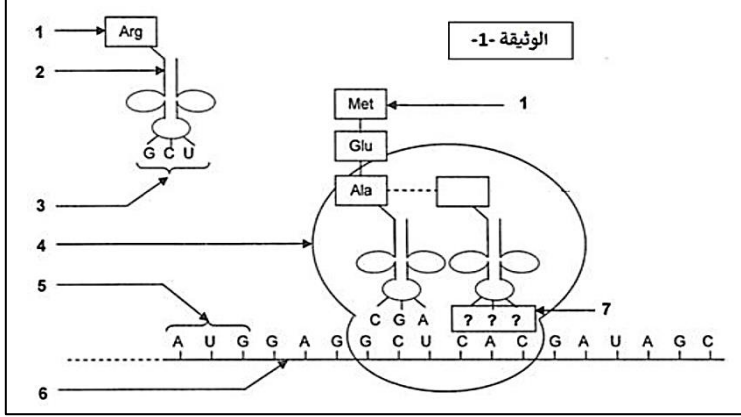 1
Arg
الوثيقة -1-
2
Met
1
Glu
G C U
3
Ala
4
5
7
C G A
? ? ?
A U G G A G G C U C A C G A U A G C
6